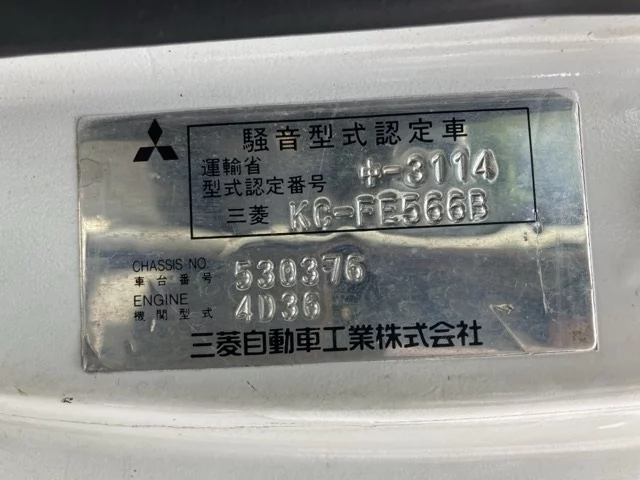 騒音型式認定車
運輸省
型式認定番号 キ-3114
三菱 KC-FE566B
CHASSIS NO.
車台番号 530376
ENGINE
機関型式 4D36
三菱自動車工業株式会社